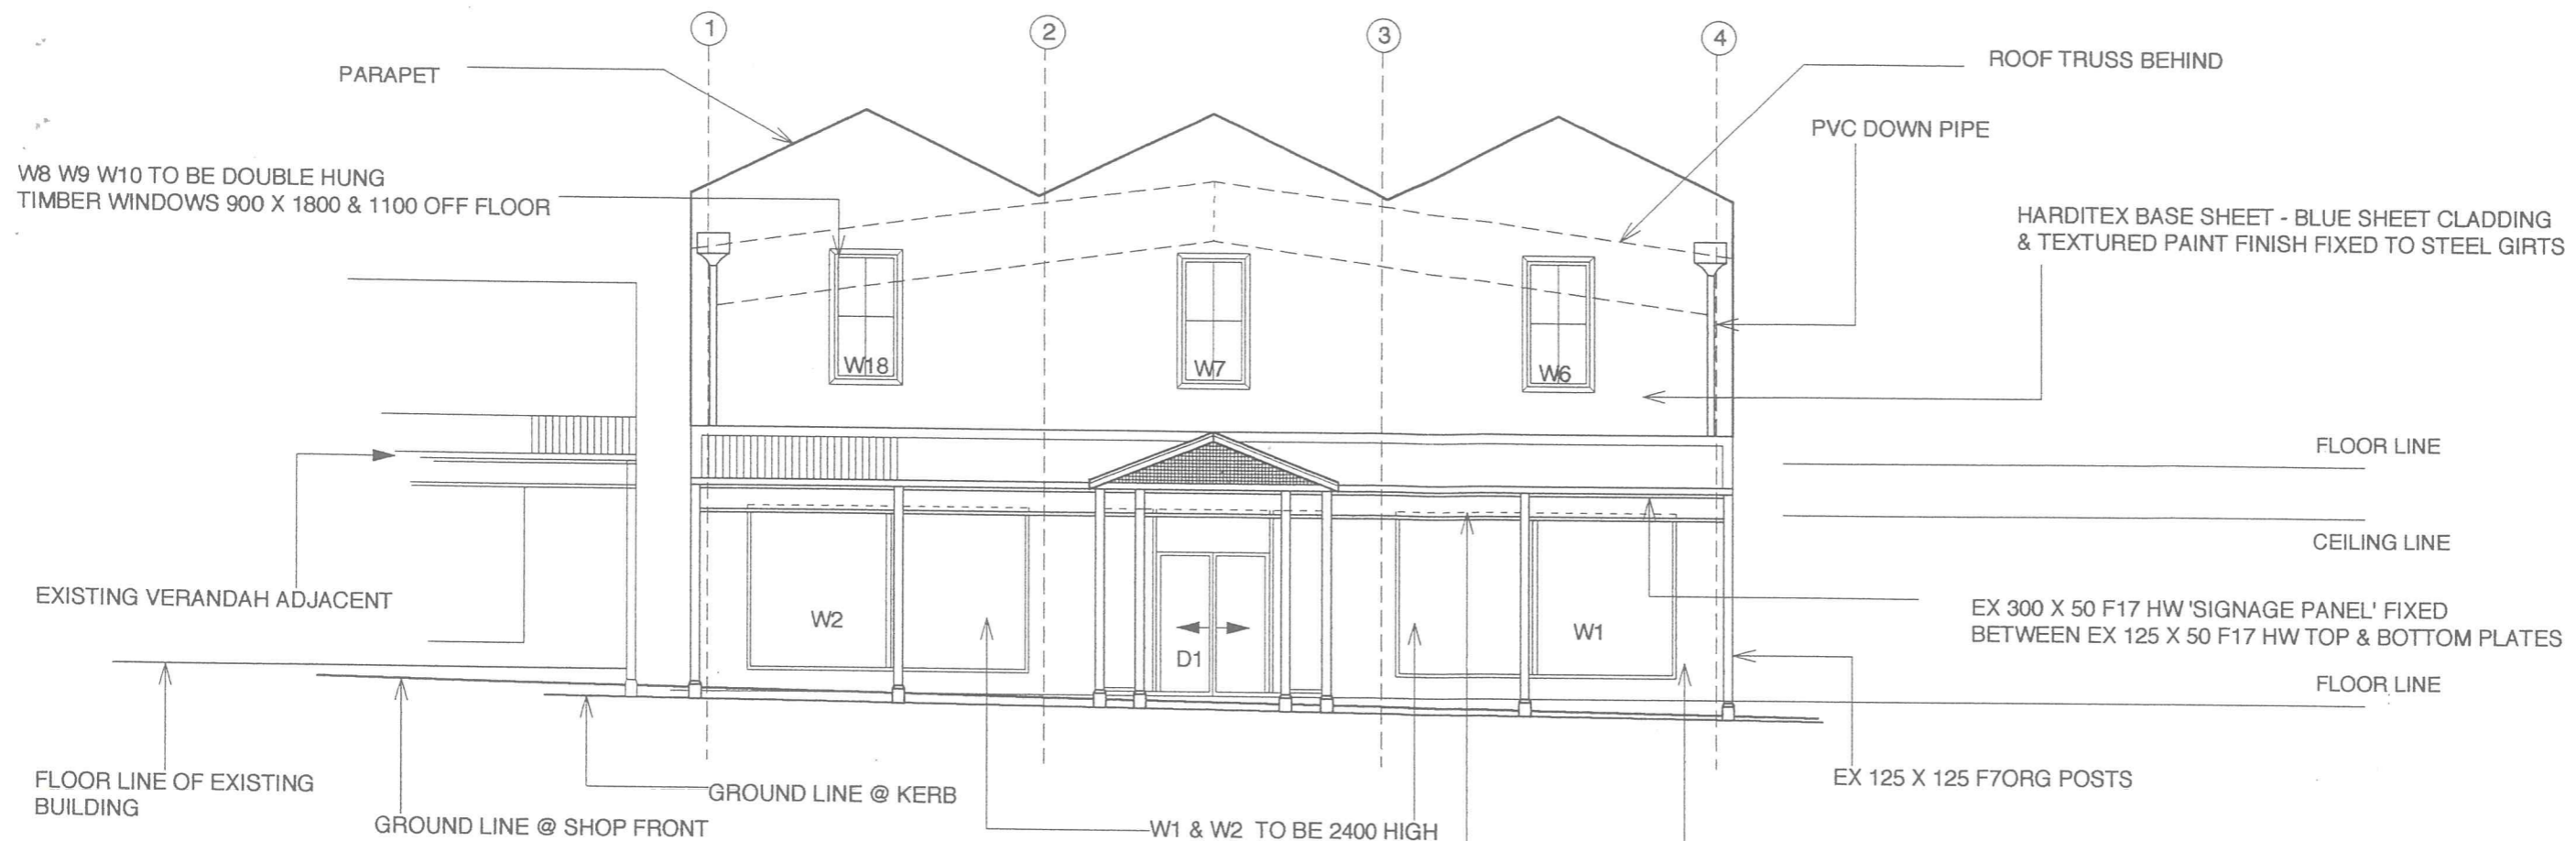 1
2
3
4
PARAPET
ROOF TRUSS BEHIND
PVC DOWN PIPE
W8 W9 W10 TO BE DOUBLE HUNG
TIMBER WINDOWS 900 X 1800 & 1100 OFF FLOOR
HARDITEX BASE SHEET - BLUE SHEET CLADDING
& TEXTURED PAINT FINISH FIXED TO STEEL GIRTS
W18
W7
W6
FLOOR LINE
CEILING LINE
EXISTING VERANDAH ADJACENT
W2
D1
W1
EX 300 X 50 F17 HW 'SIGNAGE PANEL' FIXED
BETWEEN EX 125 X 50 F17 HW TOP & BOTTOM PLATES
FLOOR LINE
FLOOR LINE OF EXISTING
BUILDING
GROUND LINE @ KERB
EX 125 X 125 F7ORG POSTS
GROUND LINE @ SHOP FRONT
W1 & W2 TO BE 2400 HIGH